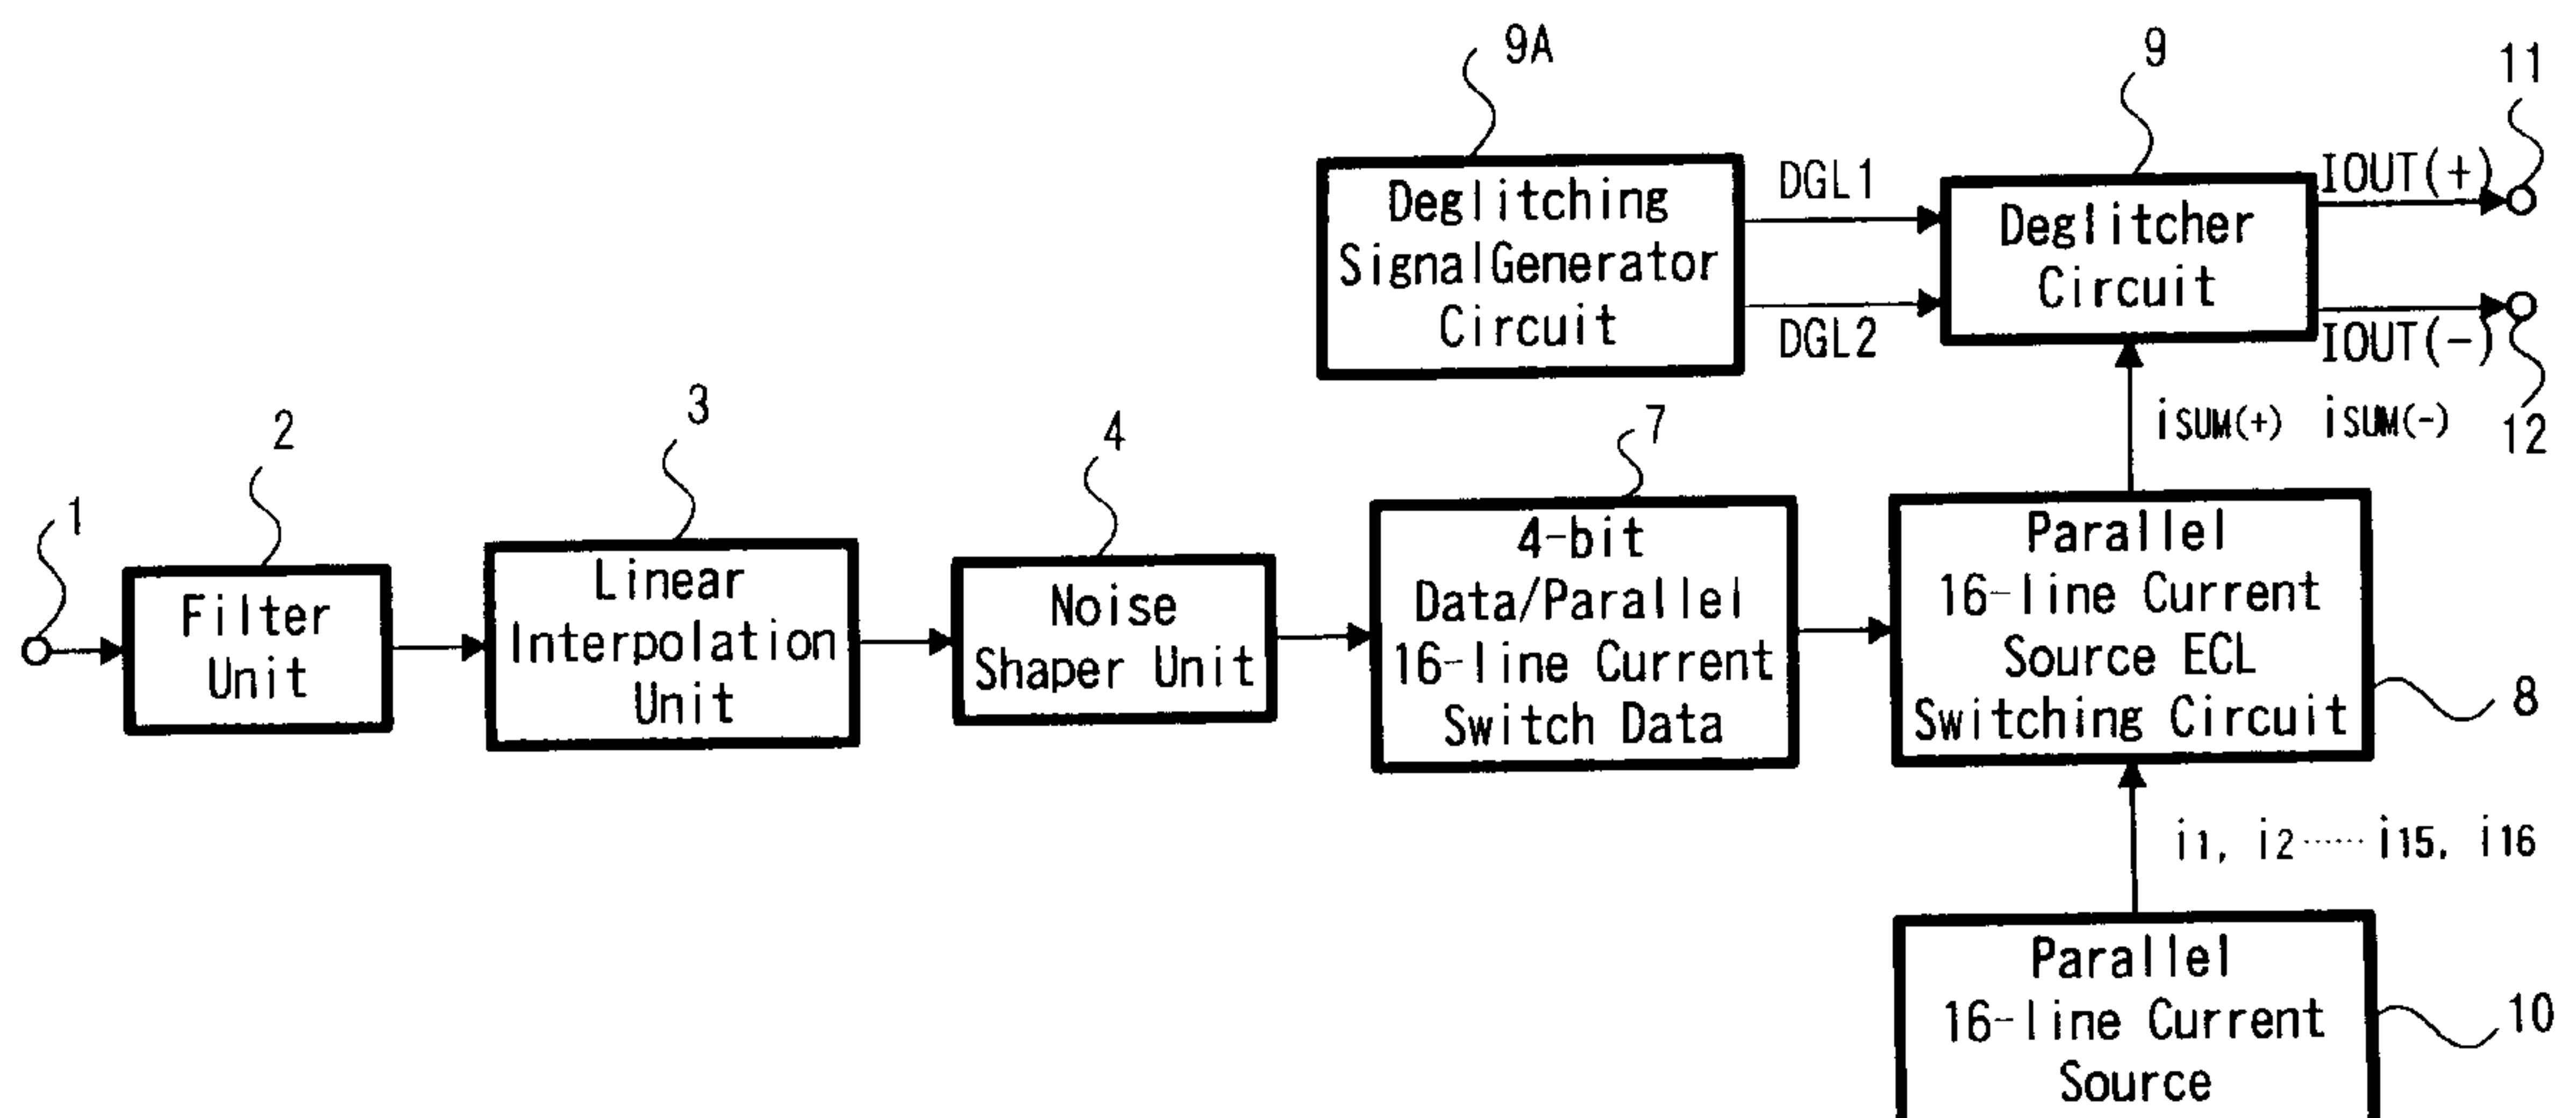 9A
9
11
Deglitching
SignalGenerator
Circuit
DGL1
DGL2
Deglitcher
Circuit
IOUT(+)
IOUT(-)
12
iSUM(+) iSUM(-)
1
2
Filter
Unit
3
Linear
Interpolation
Unit
4
Noise
Shaper Unit
7
4-bit
Data/Parallel
16-line Current
Switch Data
Parallel
16-line Current
Source ECL
Switching Circuit
8
i1, i2······i15, i16
Parallel
16-line Current
Source
10